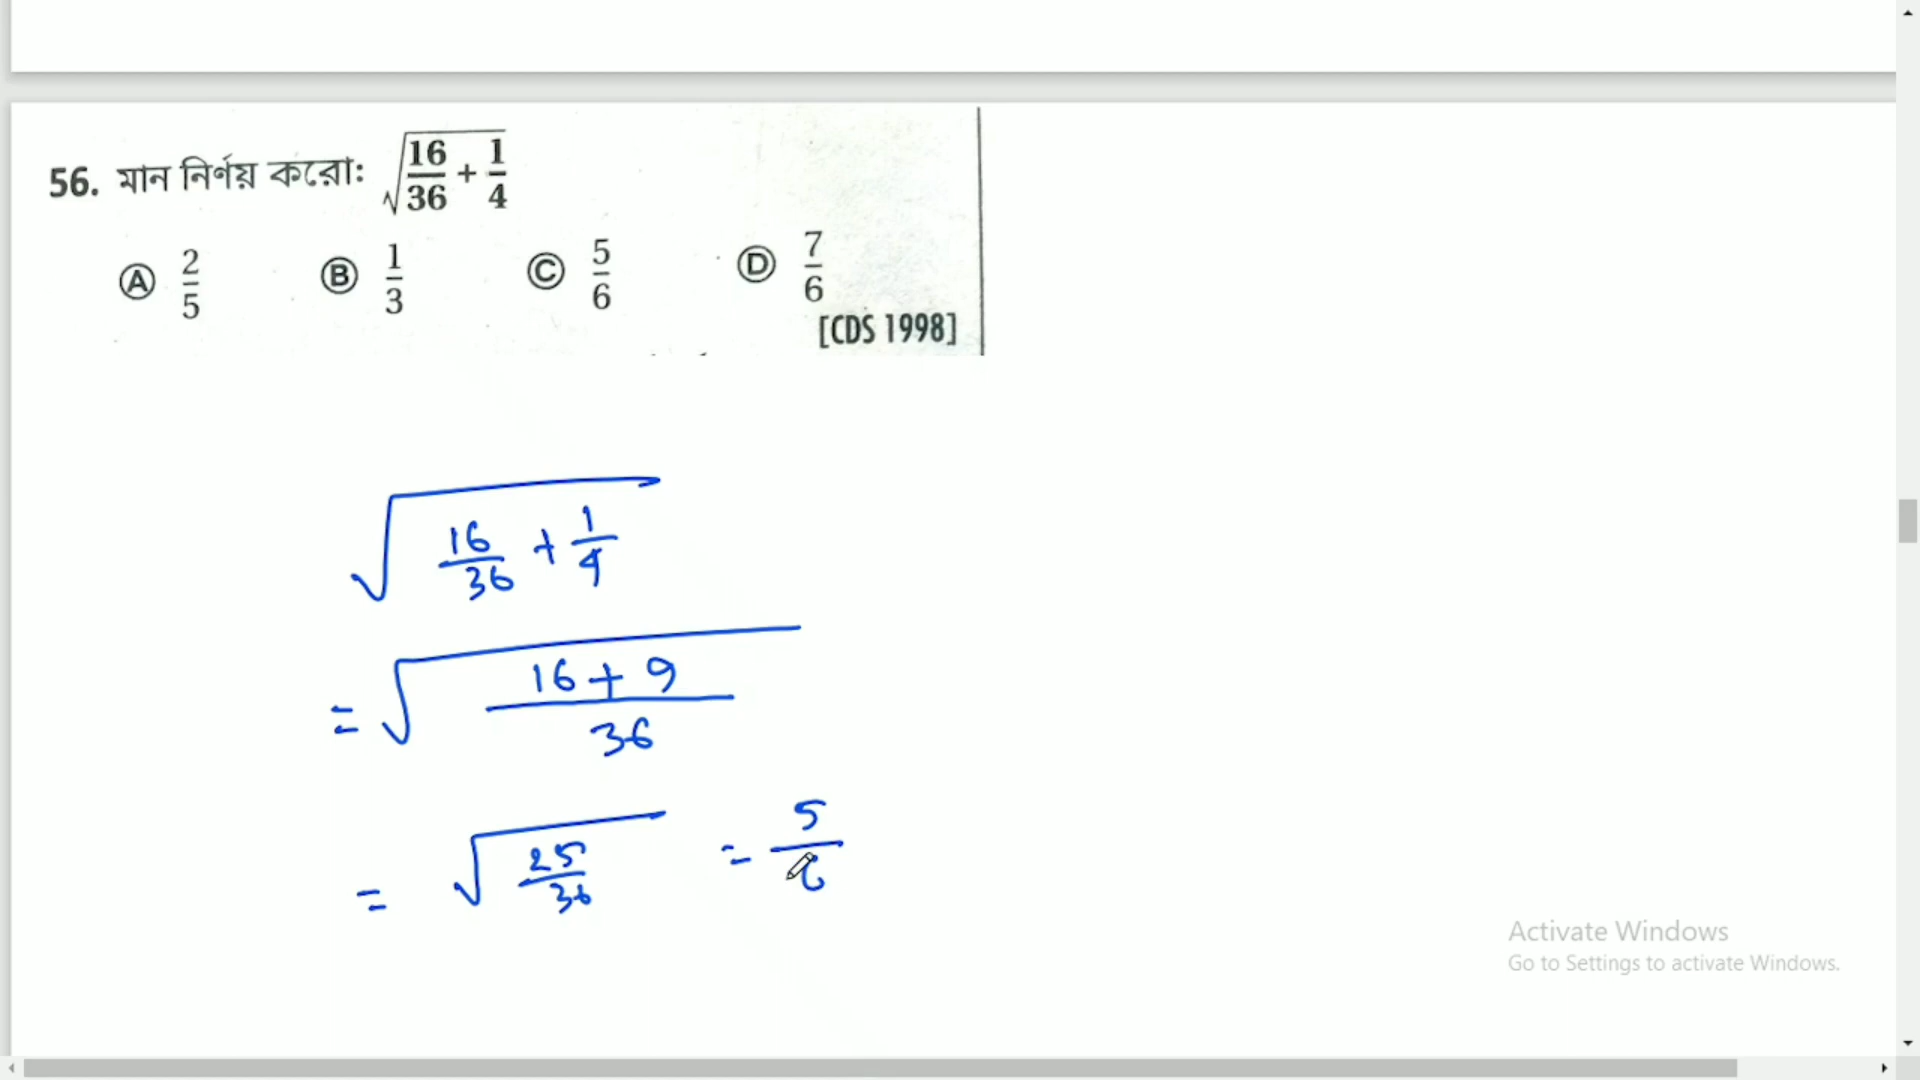 56. মান নির্ণয় করো: √(16/36 + 1/4)
Ⓐ 2/5 Ⓑ 1/3 Ⓒ 5/6 Ⓓ 7/6
[CDS 1998]
√(16/36 + 1/4)
= √((16 + 9)/36)
= √(25/36) = 5/6
Activate Windows
Go to Settings to activate Windows.